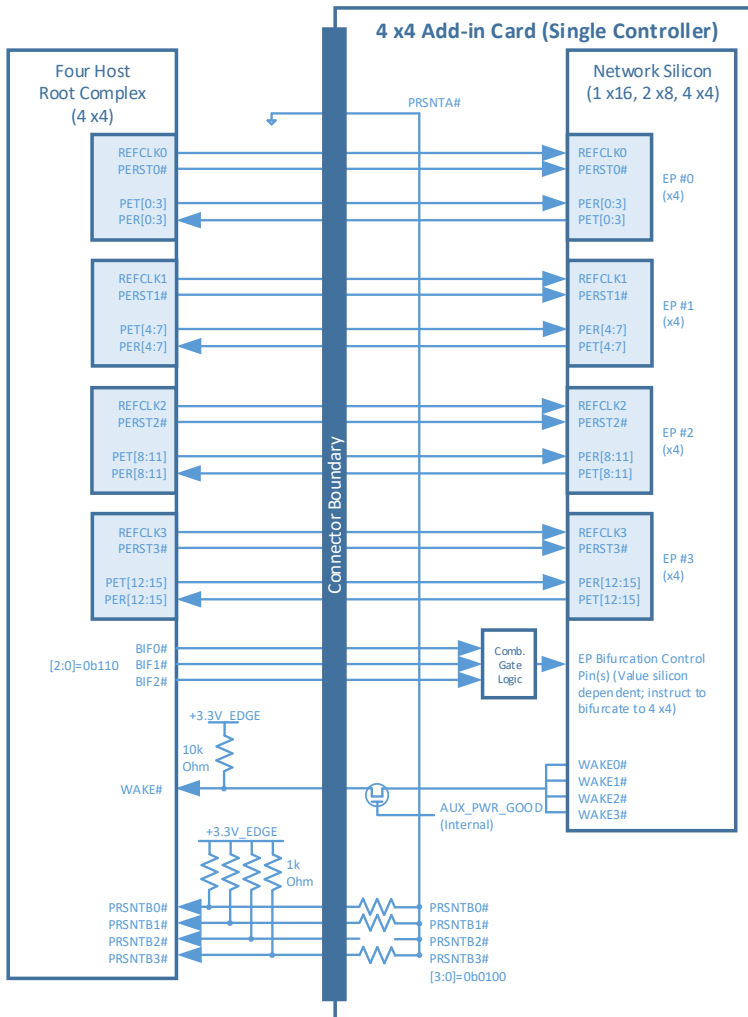 4 x4 Add-in Card (Single Controller)
Four Host
Root Complex
(4 x4)
Network Silicon
(1 x16, 2 x8, 4 x4)
PRSNTA#
REFCLK0
PERST0#
PET[0:3]
PER[0:3]
REFCLK0
PERST0#
PER[0:3]
PET[0:3]
EP #0
(x4)
REFCLK1
PERST1#
PET[4:7]
PER[4:7]
REFCLK1
PERST1#
PER[4:7]
PET[4:7]
EP #1
(x4)
REFCLK2
PERST2#
PET[8:11]
PER[8:11]
REFCLK2
PERST2#
PER[8:11]
PET[8:11]
EP #2
(x4)
Connector Boundary
REFCLK3
PERST3#
PET[12:15]
PER[12:15]
REFCLK3
PERST3#
PER[12:15]
PET[12:15]
EP #3
(x4)
[2:0]=0b110
BIF0#
BIF1#
BIF2#
Comb.
Gate
Logic
EP Bifurcation Control
Pin(s) (Value silicon
dependent; instruct to
bifurcate to 4 x4)
+3.3V_EDGE
10k
Ohm
WAKE#
AUX_PWR_GOOD
(Internal)
WAKE0#
WAKE1#
WAKE2#
WAKE3#
+3.3V_EDGE
1k
Ohm
PRSNTB0#
PRSNTB1#
PRSNTB2#
PRSNTB3#
PRSNTB0#
PRSNTB1#
PRSNTB2#
PRSNTB3#
[3:0]=0b0100